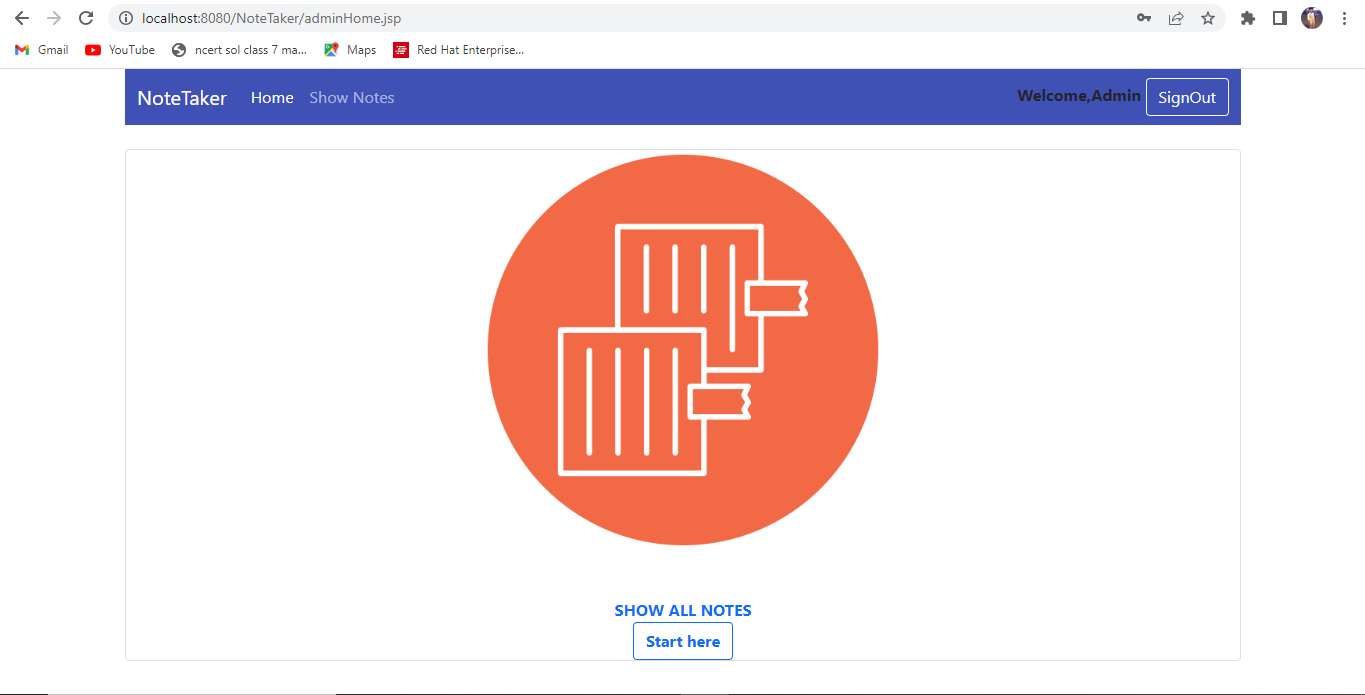 localhost:8080/NoteTaker/adminHome.jsp
Gmail YouTube ncert sol class 7 ma... Maps Red Hat Enterprise...
NoteTaker Home Show Notes Welcome,Admin SignOut
SHOW ALL NOTES
Start here